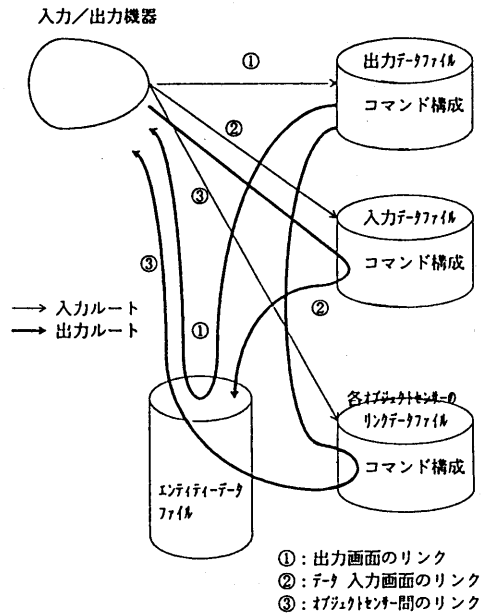 入力／出力機器
①
出力データファイル
コマンド構成
②
③
入力データファイル
コマンド構成
③
②
→ 入力ルート
→ 出力ルート
①
各オブジェクトセンサーの
リンクデータファイル
コマンド構成
エンティティーデータ
ファイル
①：出力画面のリンク
②：データ 入力画面のリンク
③：オブジェクトセンサー間のリンク